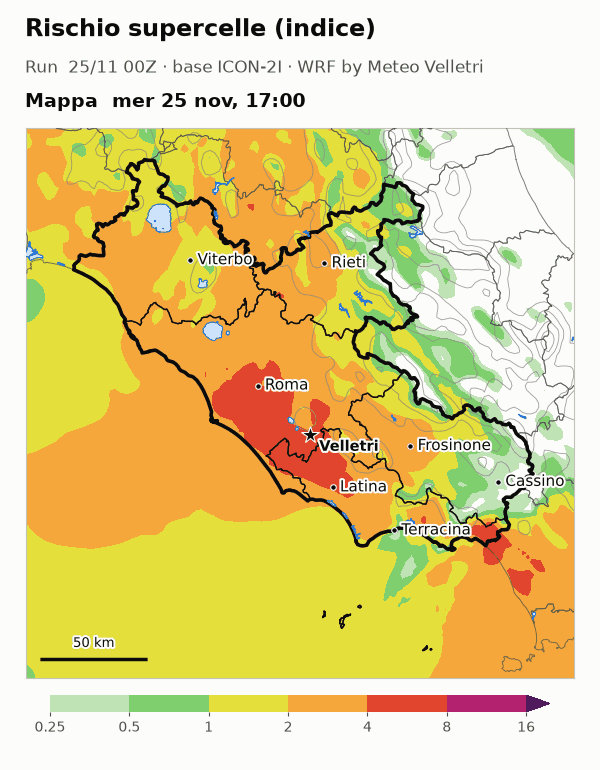 Rischio supercelle (indice)
Run  25/11 00Z · base ICON-2I · WRF by Meteo Velletri
Mappa  mer 25 nov, 17:00
Viterbo
Rieti
Roma
Velletri
Frosinone
Latina
Cassino
Terracina
50 km
0.25 0.5 1 2 4 8 16